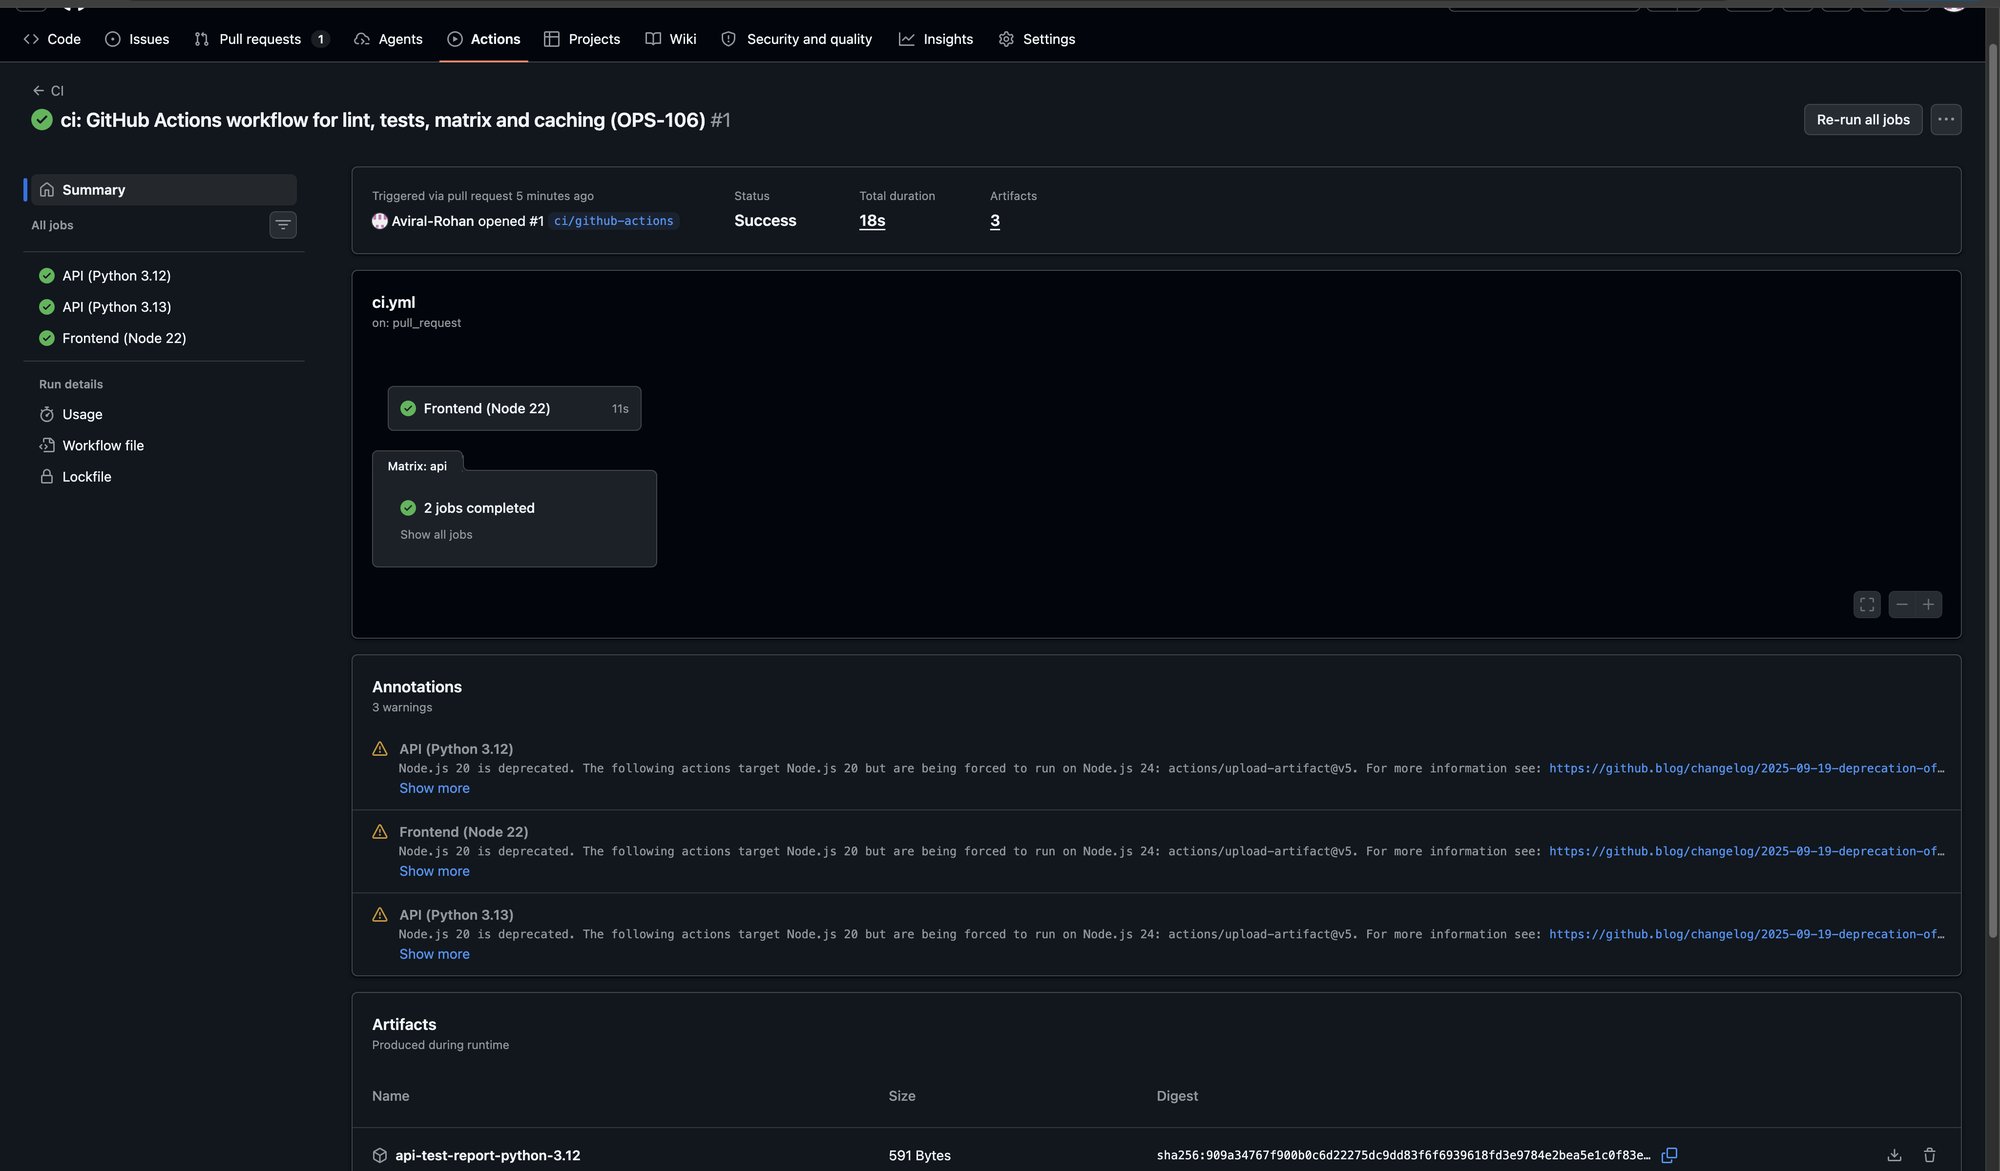 Code
Issues
Pull requests 1
Agents
Actions
Projects
Wiki
Security and quality
Insights
Settings
CI
ci: GitHub Actions workflow for lint, tests, matrix and caching (OPS-106) #1
Re-run all jobs
Summary
All jobs
API (Python 3.12)
API (Python 3.13)
Frontend (Node 22)
Run details
Usage
Workflow file
Lockfile
Triggered via pull request 5 minutes ago
Aviral-Rohan opened #1 ci/github-actions
Status
Success
Total duration
18s
Artifacts
3
ci.yml
on: pull_request
Frontend (Node 22) 11s
Matrix: api
2 jobs completed
Show all jobs
Annotations
3 warnings
API (Python 3.12)
Node.js 20 is deprecated. The following actions target Node.js 20 but are being forced to run on Node.js 24: actions/upload-artifact@v5. For more information see: https://github.blog/changelog/2025-09-19-deprecation-of…
Show more
Frontend (Node 22)
Node.js 20 is deprecated. The following actions target Node.js 20 but are being forced to run on Node.js 24: actions/upload-artifact@v5. For more information see: https://github.blog/changelog/2025-09-19-deprecation-of…
Show more
API (Python 3.13)
Node.js 20 is deprecated. The following actions target Node.js 20 but are being forced to run on Node.js 24: actions/upload-artifact@v5. For more information see: https://github.blog/changelog/2025-09-19-deprecation-of…
Show more
Artifacts
Produced during runtime
Name Size Digest
api-test-report-python-3.12 591 Bytes sha256:909a34767f900b0c6d22275dc9dd83f6f6939618fd3e9784e2bea5e1c0f83e…